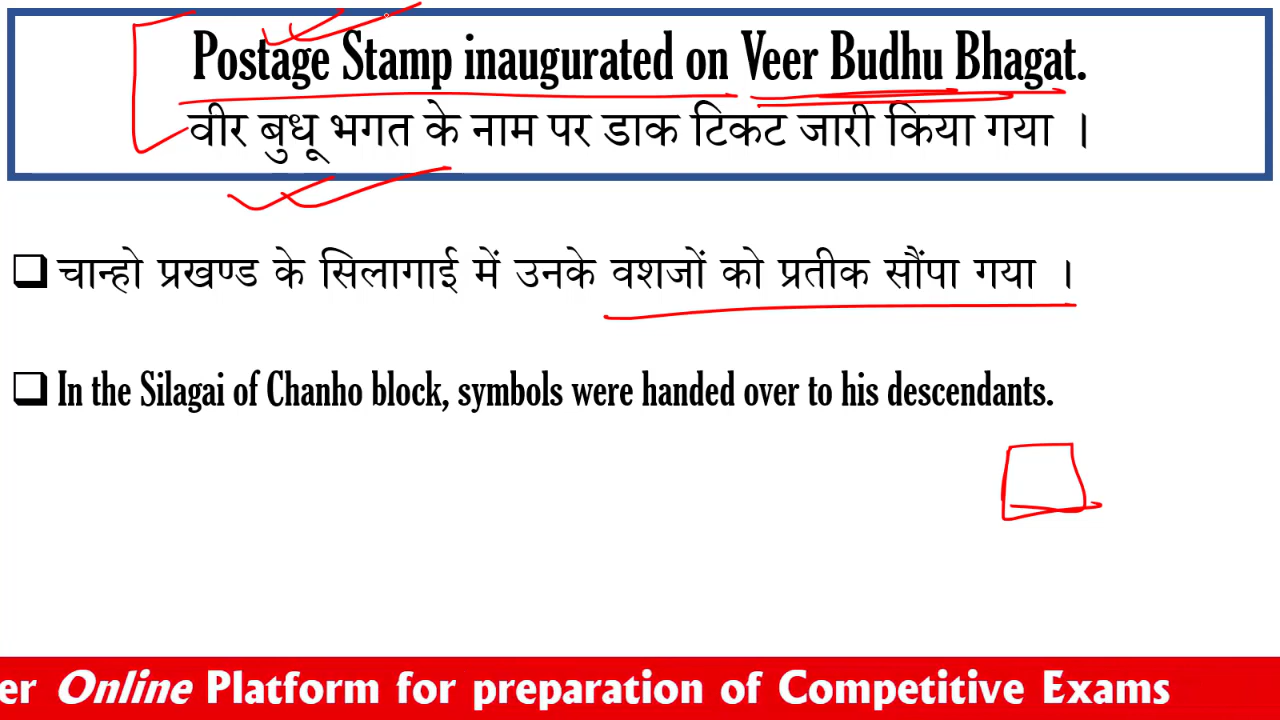 Postage Stamp inaugurated on Veer Budhu Bhagat.
वीर बुधू भगत के नाम पर डाक टिकट जारी किया गया ।
चान्हो प्रखण्ड के सिलागाई में उनके वशजों को प्रतीक सौंपा गया ।
In the Silagai of Chanho block, symbols were handed over to his descendants.
er Online Platform for preparation of Competitive Exams